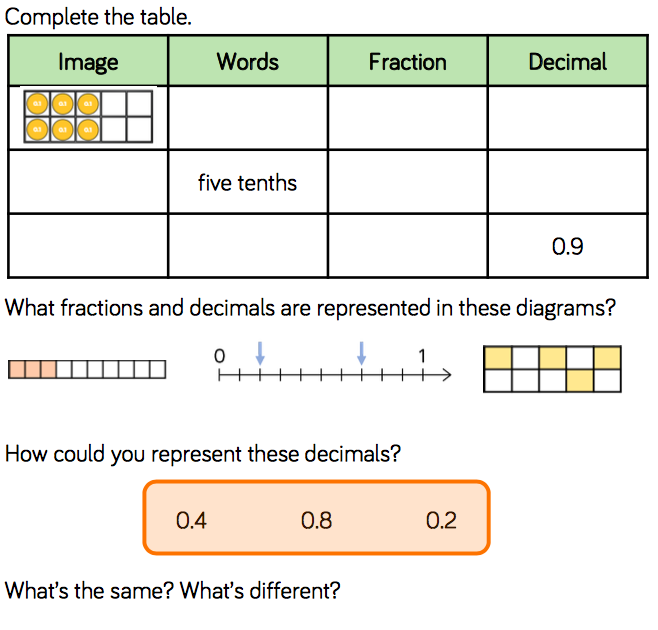 Complete the table.
Image Words Fraction Decimal
0.1 0.1 0.1
0.1 0.1 0.1
five tenths
0.9
What fractions and decimals are represented in these diagrams?
0 1
How could you represent these decimals?
0.4 0.8 0.2
What's the same? What's different?